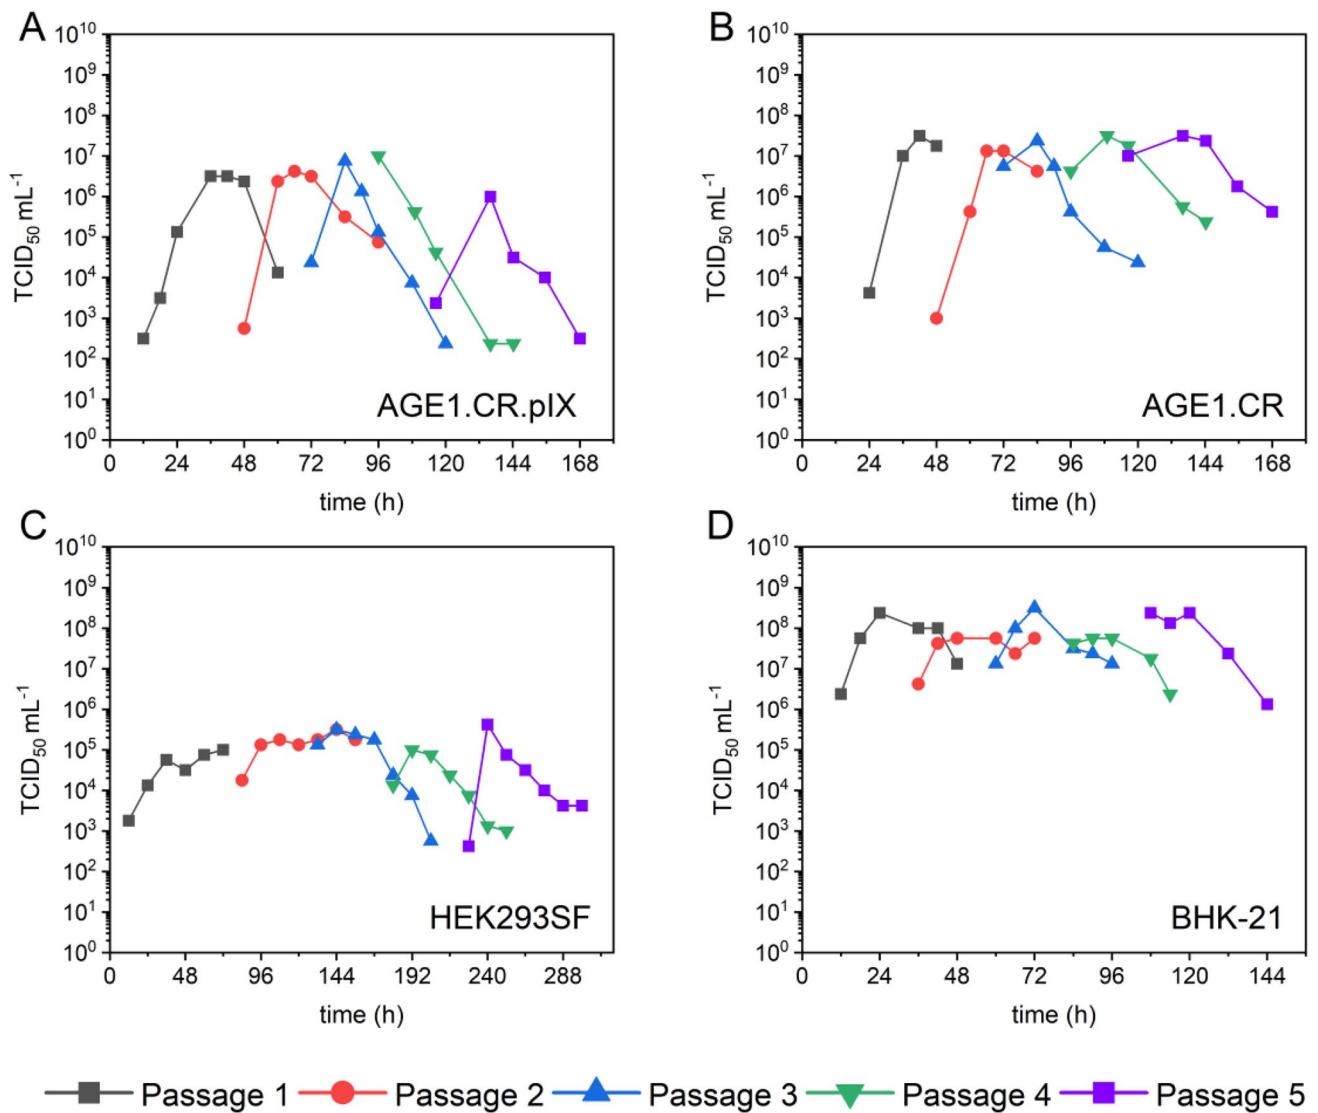 A
10^10
10^9
10^8
10^7
10^6
10^5
10^4
10^3
10^2
10^1
10^0
TCID50 mL^-1
0 24 48 72 96 120 144 168
time (h)
AGE1.CR.pIX
B
10^10
10^9
10^8
10^7
10^6
10^5
10^4
10^3
10^2
10^1
10^0
TCID50 mL^-1
0 24 48 72 96 120 144 168
time (h)
AGE1.CR
C
10^10
10^9
10^8
10^7
10^6
10^5
10^4
10^3
10^2
10^1
10^0
TCID50 mL^-1
0 48 96 144 192 240 288
time (h)
HEK293SF
D
10^10
10^9
10^8
10^7
10^6
10^5
10^4
10^3
10^2
10^1
10^0
TCID50 mL^-1
0 24 48 72 96 120 144
time (h)
BHK-21
Passage 1 Passage 2 Passage 3 Passage 4 Passage 5